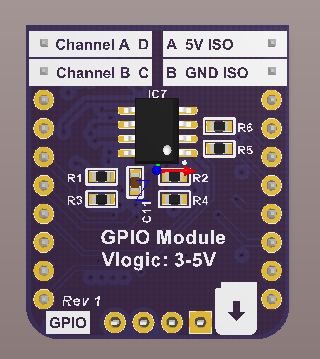 Channel A D
A 5V ISO
Channel B C
B GND ISO
IC7
R6
R5
R1
R2
R3
C11
R4
GPIO Module
Vlogic: 3-5V
Rev 1
GPIO